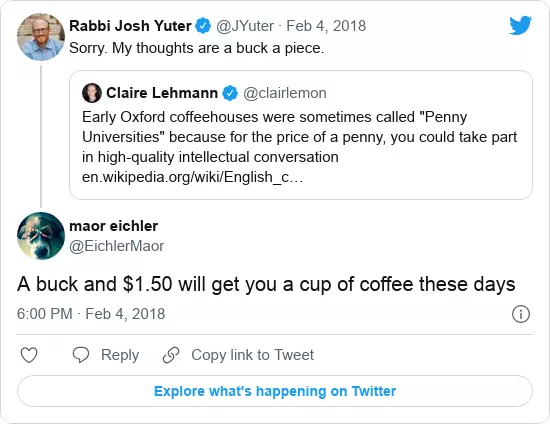 Rabbi Josh Yuter @JYuter · Feb 4, 2018
Sorry. My thoughts are a buck a piece.
Claire Lehmann @clairlemon
Early Oxford coffeehouses were sometimes called "Penny
Universities" because for the price of a penny, you could take part
in high-quality intellectual conversation
en.wikipedia.org/wiki/English_c…
maor eichler
@EichlerMaor
A buck and $1.50 will get you a cup of coffee these days
6:00 PM · Feb 4, 2018
Reply
Copy link to Tweet
Explore what's happening on Twitter